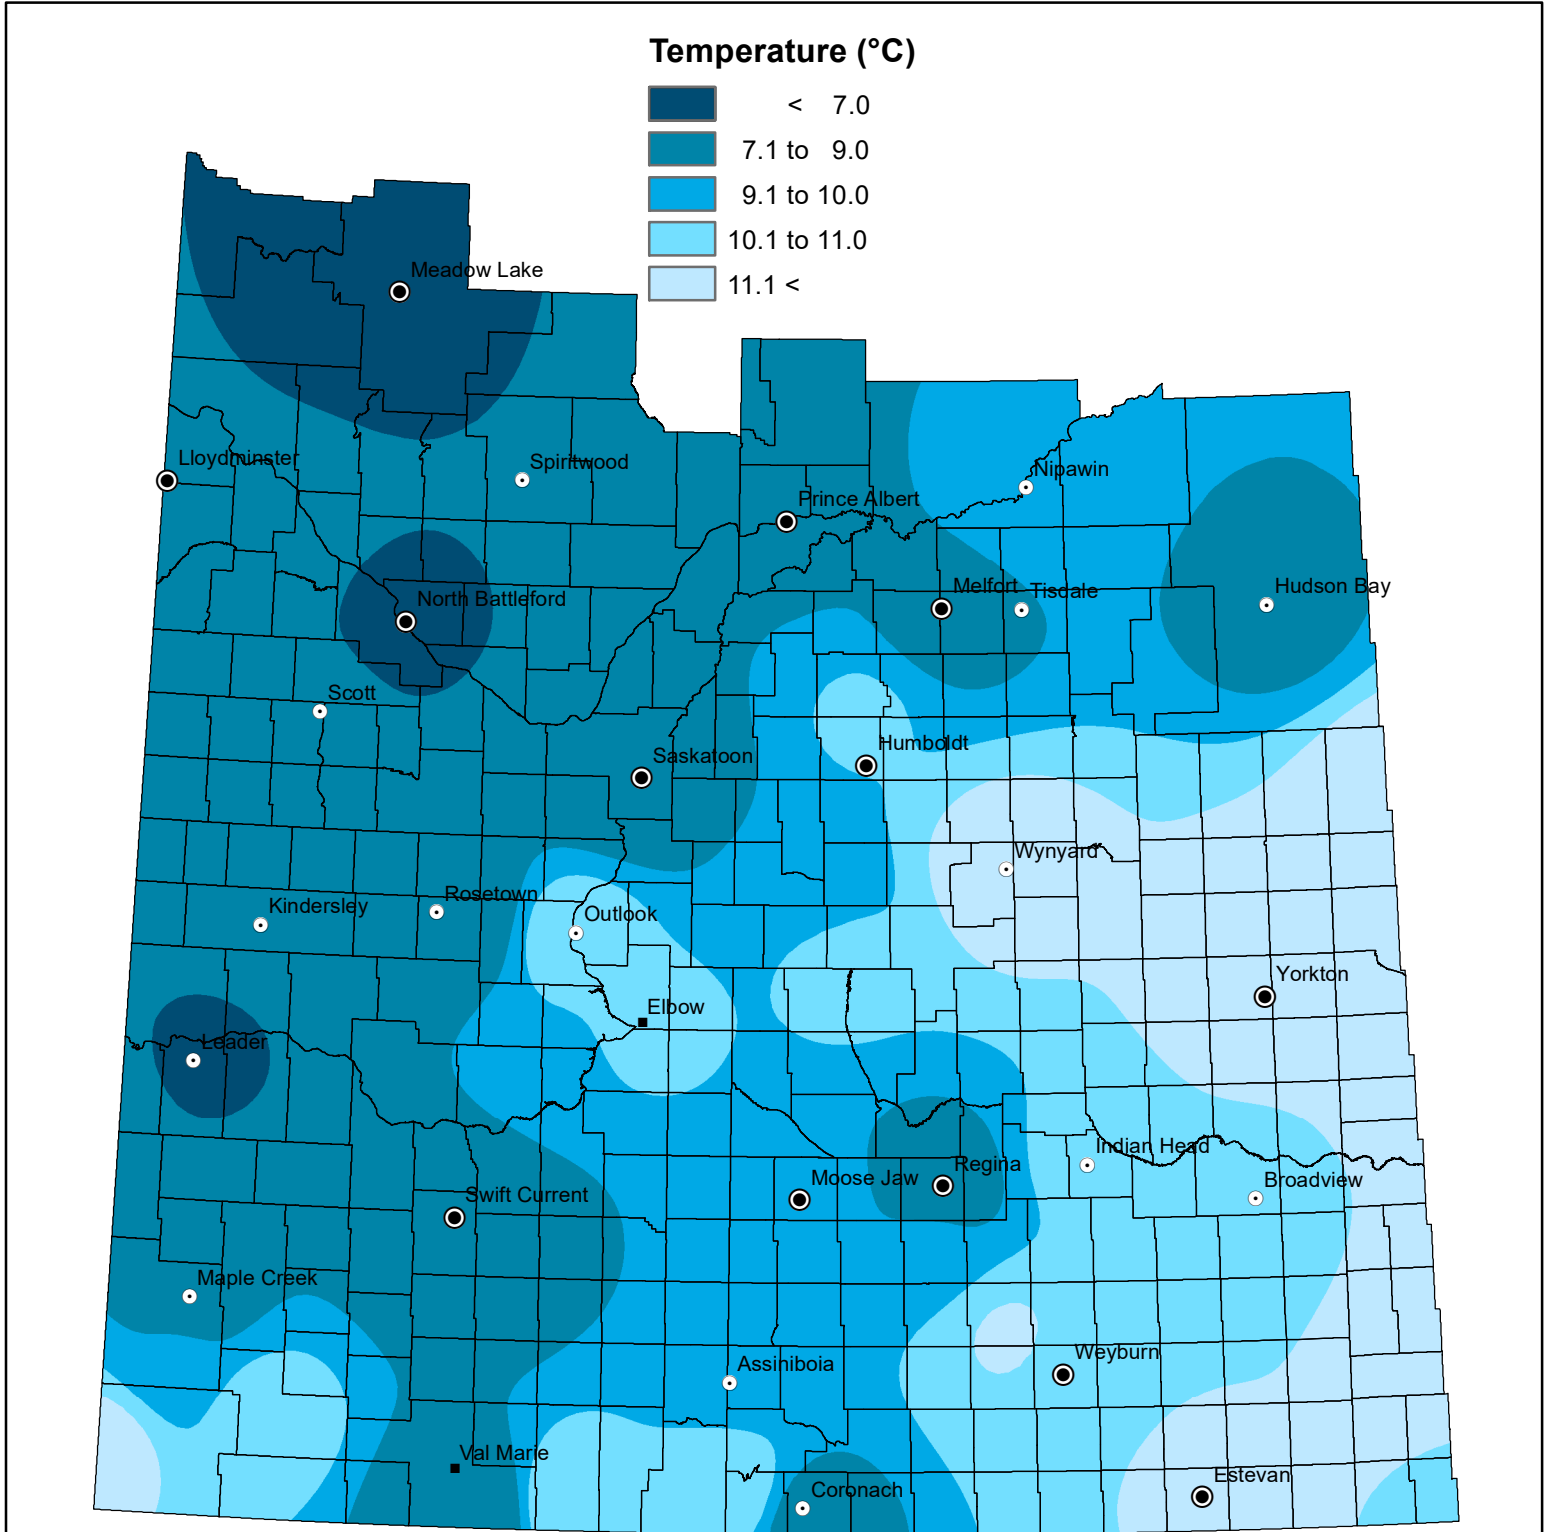 Temperature (°C)
< 7.0
7.1 to 9.0
9.1 to 10.0
10.1 to 11.0
11.1 <
Meadow Lake
Lloydminster
Spiritwood
Nipawin
Prince Albert
Melfort
Tisdale
Hudson Bay
North Battleford
Scott
Humboldt
Saskatoon
Wynyard
Rosetown
Kindersley
Outlook
Yorkton
Elbow
Leader
Indian Head
Regina
Moose Jaw
Broadview
Swift Current
Maple Creek
Weyburn
Assiniboia
Val Marie
Estevan
Coronach